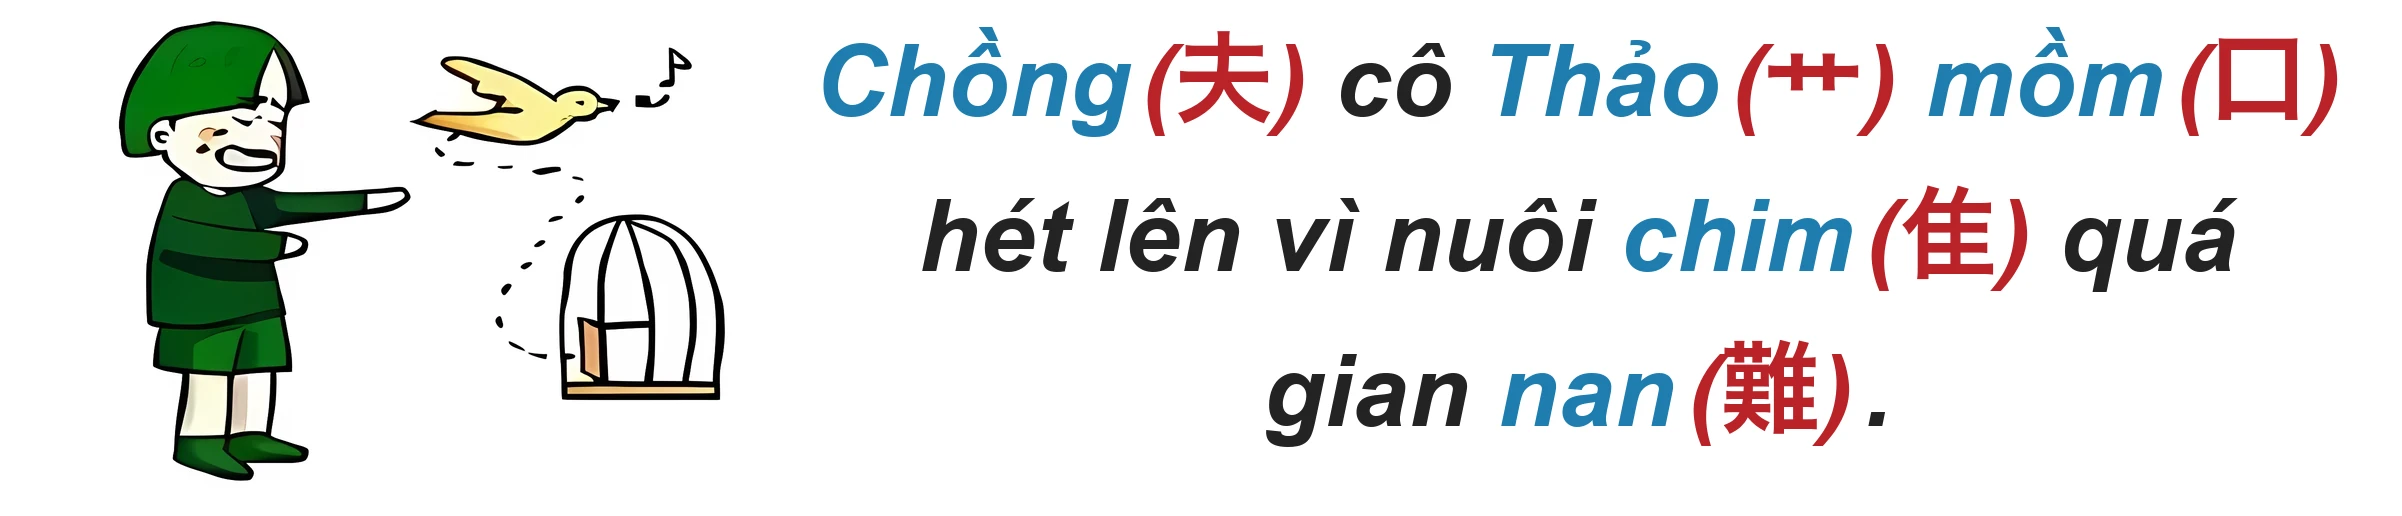 Chồng (夫) cô Thảo (艹) mồm (口)
hét lên vì nuôi chim (隹) quá
gian nan (難) .